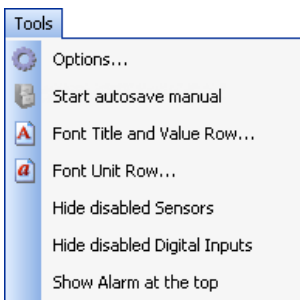 Tools
Options...
Start autosave manual
Font Title and Value Row...
Font Unit Row...
Hide disabled Sensors
Hide disabled Digital Inputs
Show Alarm at the top